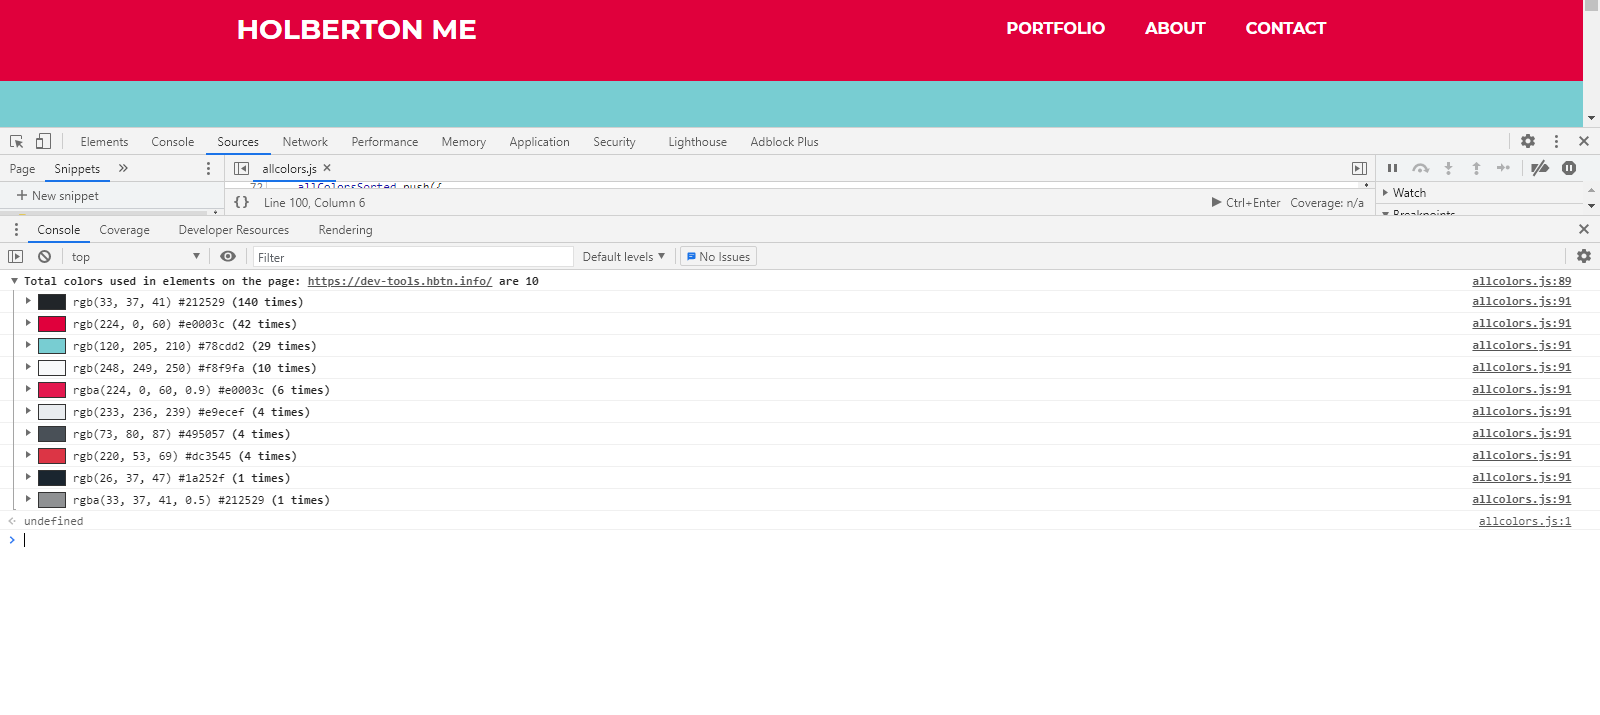 HOLBERTON ME PORTFOLIO ABOUT CONTACT
Elements Console Sources Network Performance Memory Application Security Lighthouse Adblock Plus
Page Snippets » allcolors.js ×
+ New snippet 72 allColorsSorted.push({ Watch
{} Line 100, Column 6 Ctrl+Enter Coverage: n/a
Breakpoints
Console Coverage Developer Resources Rendering
top Filter Default levels No Issues
Total colors used in elements on the page: https://dev-tools.hbtn.info/ are 10 allcolors.js:89
rgb(33, 37, 41) #212529 (140 times) allcolors.js:91
rgb(224, 0, 60) #e0003c (42 times) allcolors.js:91
rgb(120, 205, 210) #78cdd2 (29 times) allcolors.js:91
rgb(248, 249, 250) #f8f9fa (10 times) allcolors.js:91
rgba(224, 0, 60, 0.9) #e0003c (6 times) allcolors.js:91
rgb(233, 236, 239) #e9ecef (4 times) allcolors.js:91
rgb(73, 80, 87) #495057 (4 times) allcolors.js:91
rgb(220, 53, 69) #dc3545 (4 times) allcolors.js:91
rgb(26, 37, 47) #1a252f (1 times) allcolors.js:91
rgba(33, 37, 41, 0.5) #212529 (1 times) allcolors.js:91
undefined allcolors.js:1